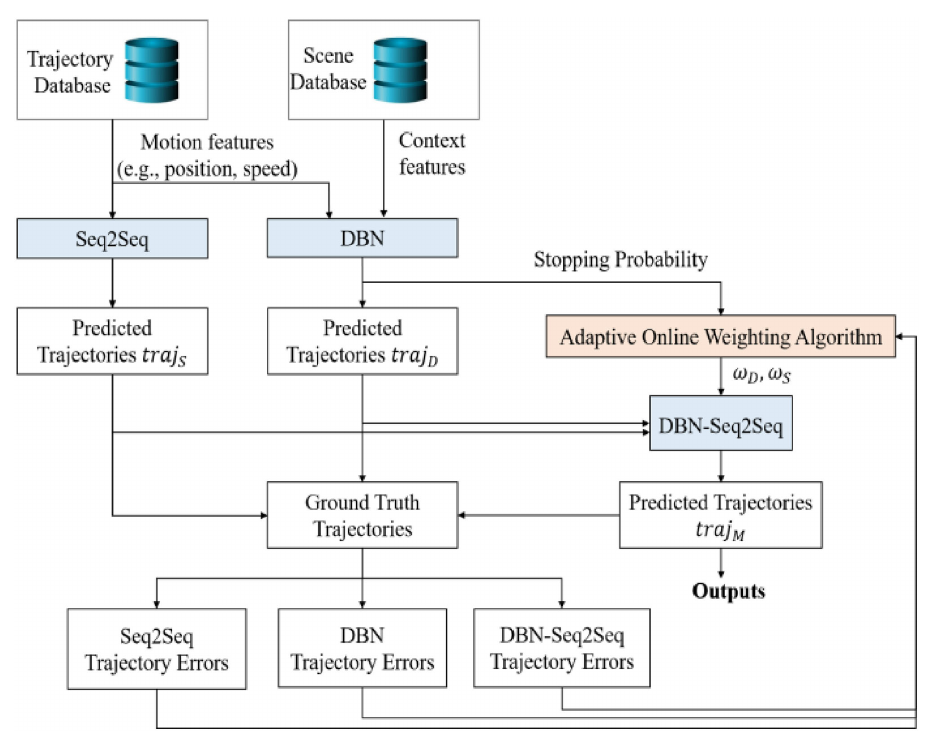 Trajectory
Database
Scene
Database
Motion features
(e.g., position, speed)
Context
features
Seq2Seq
DBN
Stopping Probability
Predicted
Trajectories traj_S
Predicted
Trajectories traj_D
Adaptive Online Weighting Algorithm
ω_D, ω_S
DBN-Seq2Seq
Ground Truth
Trajectories
Predicted Trajectories
traj_M
Outputs
Seq2Seq
Trajectory Errors
DBN
Trajectory Errors
DBN-Seq2Seq
Trajectory Errors